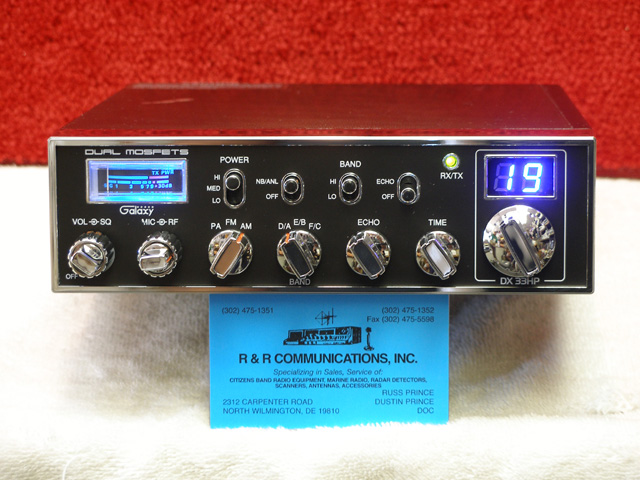 DUAL MOSFETS
TX PWR
Galaxy
POWER
HI
MED
LO
NB/ANL
OFF
BAND
HI
LO
ECHO
OFF
RX/TX
19
VOL SQ
OFF
MIC RF
PA FM AM
D/A E/B F/C
BAND
ECHO
TIME
DX 33HP
(302) 475-1351
(302) 475-1352
Fax (302) 475-5598
R & R COMMUNICATIONS, INC.
Specializing in Sales, Service of:
CITIZENS BAND RADIO EQUIPMENT, MARINE RADIO, RADAR DETECTORS,
SCANNERS, ANTENNAS, ACCESSORIES
RUSS PRINCE
2312 CARPENTER ROAD DUSTIN PRINCE
NORTH WILMINGTON, DE 19810 DOC